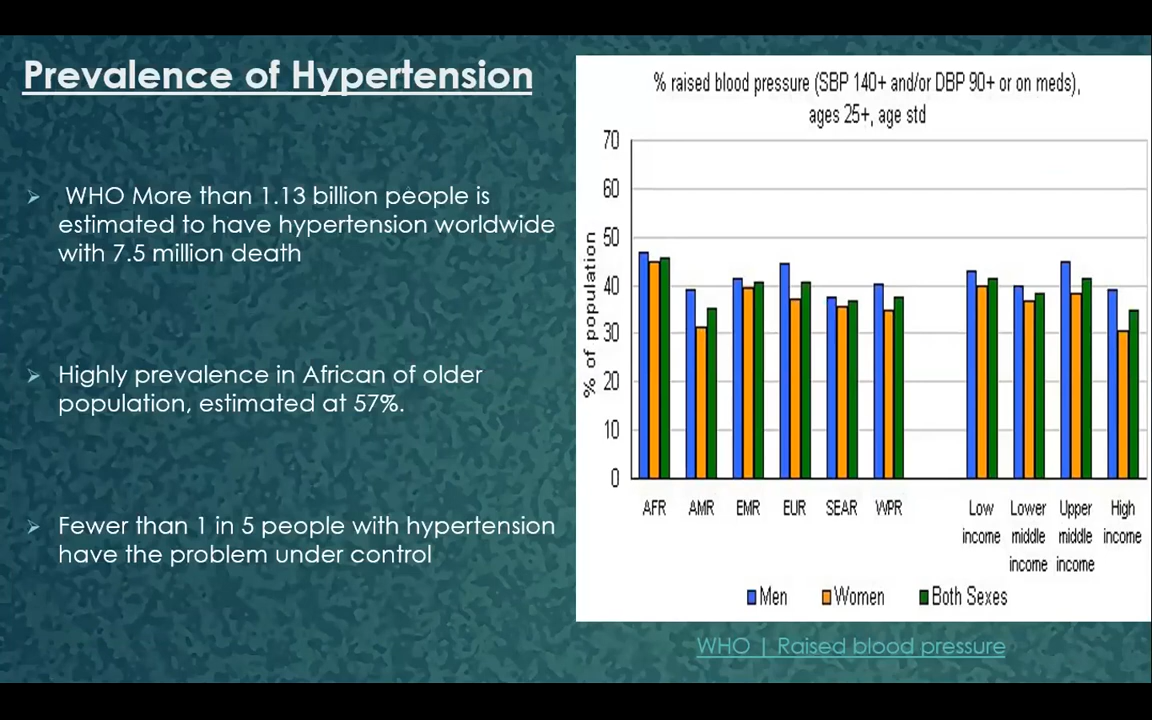 Prevalence of Hypertension
WHO More than 1.13 billion people is
estimated to have hypertension worldwide
with 7.5 million death
Highly prevalence in African of older
population, estimated at 57%.
Fewer than 1 in 5 people with hypertension
have the problem under control
% raised blood pressure (SBP 140+ and/or DBP 90+ or on meds),
ages 25+, age std
% of population
70
60
50
40
30
20
10
0
AFR AMR EMR EUR SEAR WPR Low income Lower middle income Upper middle income High income
Men Women Both Sexes
WHO | Raised blood pressure